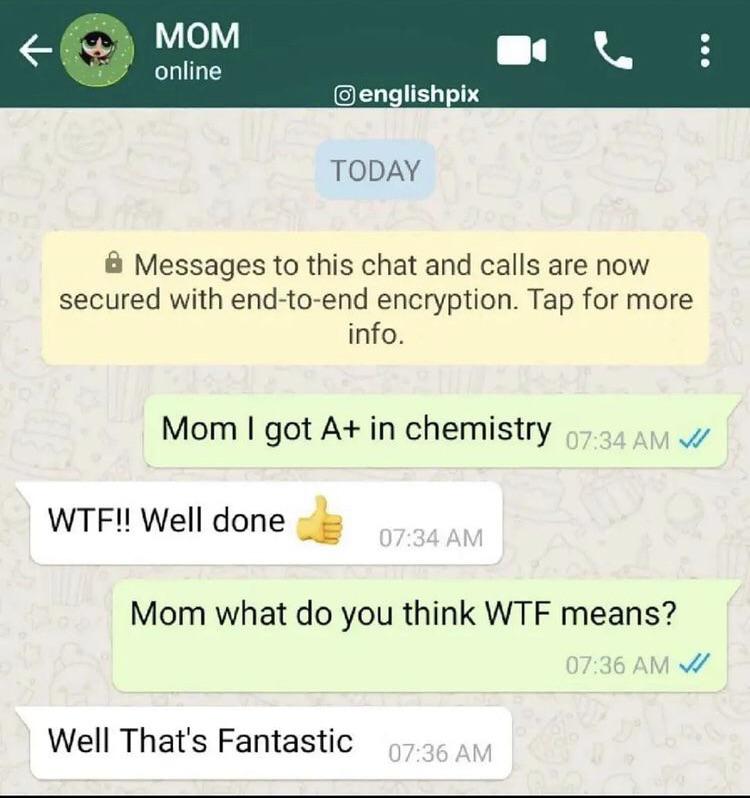 MOM
online
englishpix
TODAY
Messages to this chat and calls are now
secured with end-to-end encryption. Tap for more
info.
Mom I got A+ in chemistry 07:34 AM
WTF!! Well done 👍 07:34 AM
Mom what do you think WTF means?
07:36 AM
Well That's Fantastic 07:36 AM